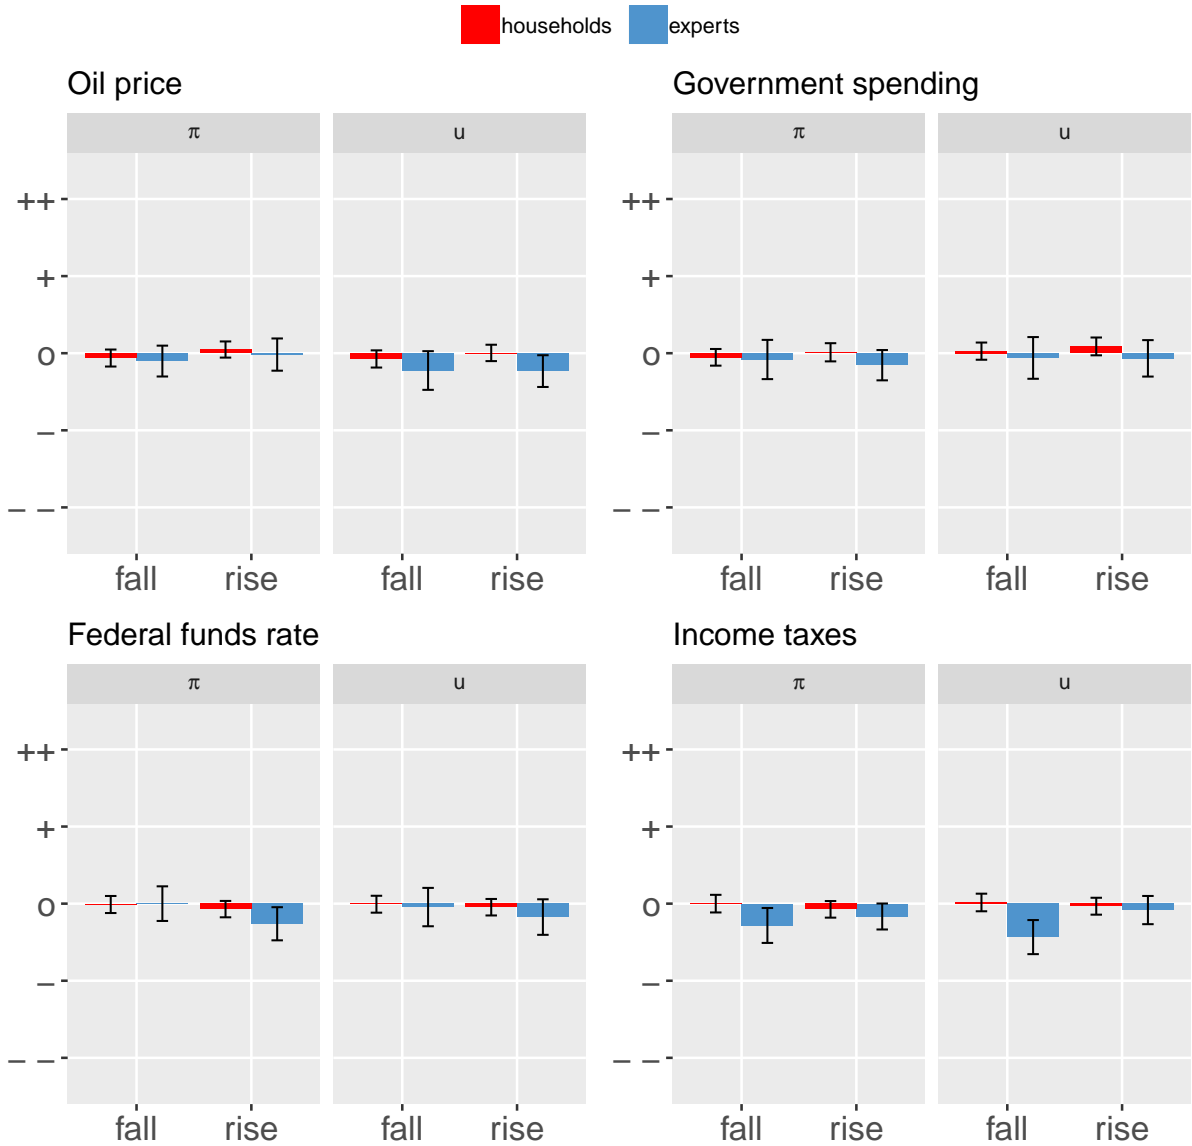 households experts
Oil price
Government spending
π u π u
++ ++
+ +
o o
– –
– – – –
fall rise fall rise fall rise fall rise
Federal funds rate
Income taxes
π u π u
++ ++
+ +
o o
– –
– – – –
fall rise fall rise fall rise fall rise